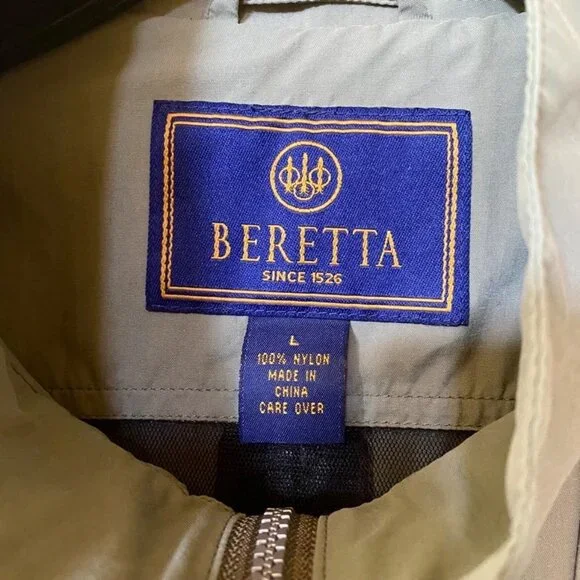 BERETTA
SINCE 1526
L
100% NYLON
MADE IN
CHINA
CARE OVER